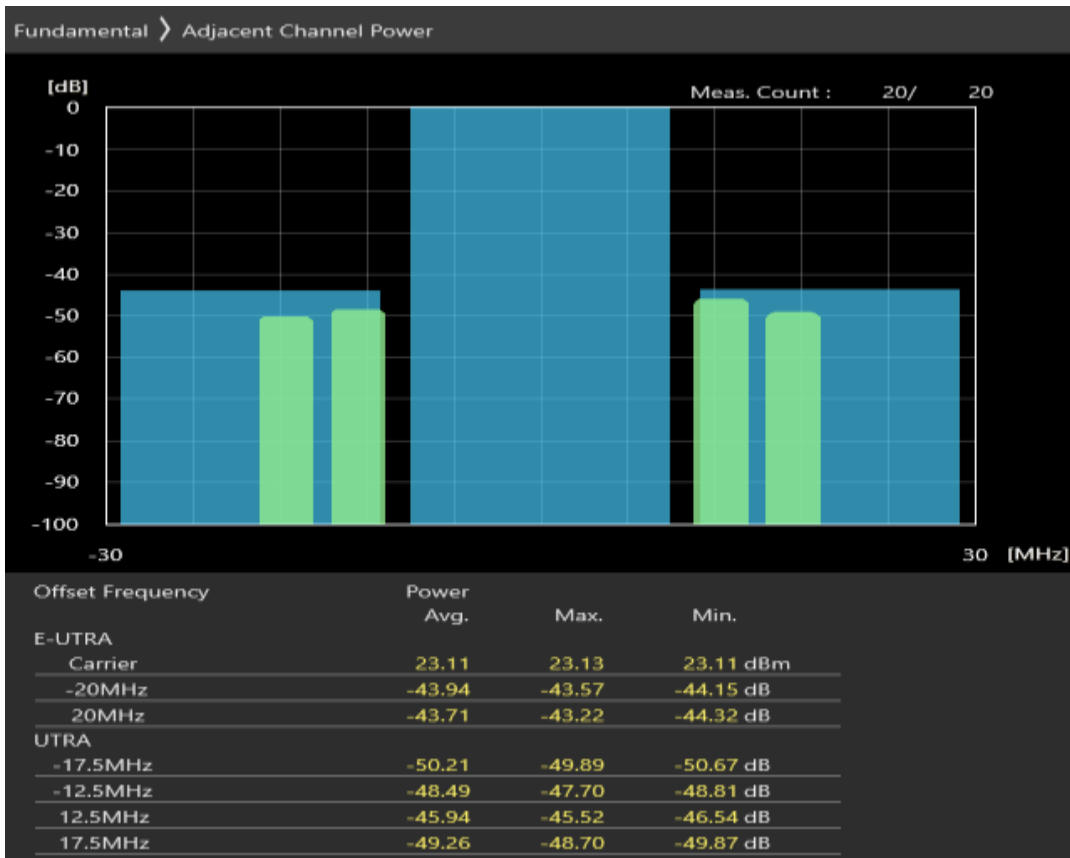 Fundamental 〉 Adjacent Channel Power
[dB]
Meas. Count : 20/ 20
0
-10
-20
-30
-40
-50
-60
-70
-80
-90
-100
-30 30 [MHz]
Offset Frequency Power
Avg. Max. Min.
E-UTRA
Carrier 23.11 23.13 23.11 dBm
-20MHz -43.94 -43.57 -44.15 dB
20MHz -43.71 -43.22 -44.32 dB
UTRA
-17.5MHz -50.21 -49.89 -50.67 dB
-12.5MHz -48.49 -47.70 -48.81 dB
12.5MHz -45.94 -45.52 -46.54 dB
17.5MHz -49.26 -48.70 -49.87 dB